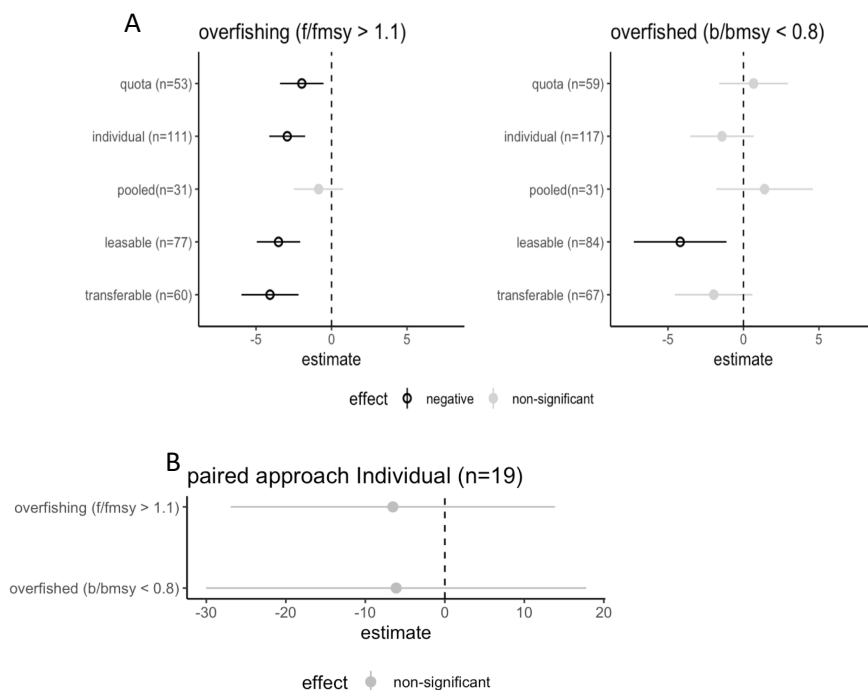 A
overfishing (f/fmsy > 1.1)
quota (n=53)
individual (n=111)
pooled(n=31)
leasable (n=77)
transferable (n=60)
-5 0 5
estimate
overfished (b/bmsy < 0.8)
quota (n=59)
individual (n=117)
pooled(n=31)
leasable (n=84)
transferable (n=67)
-5 0 5
estimate
effect negative non-significant
B
paired approach Individual (n=19)
overfishing (f/fmsy > 1.1)
overfished (b/bmsy < 0.8)
-30 -20 -10 0 10 20
estimate
effect non-significant